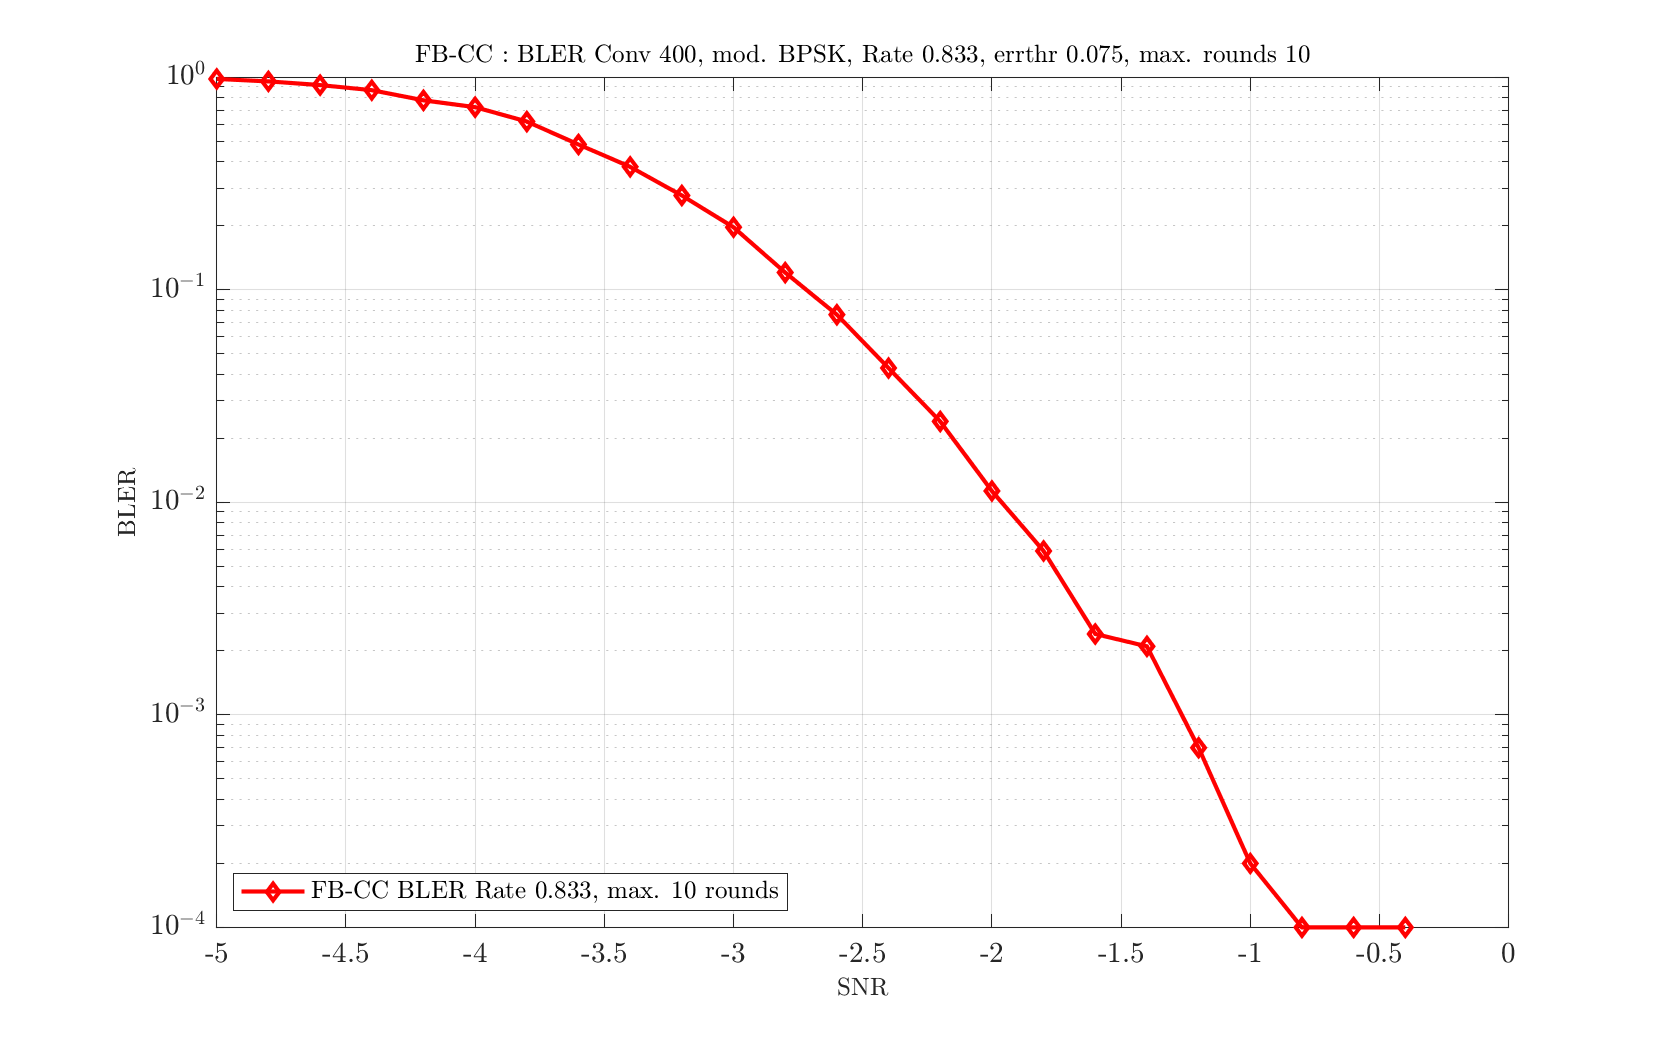 FB-CC : BLER Conv 400, mod. BPSK, Rate 0.833, errthr 0.075, max. rounds 10
10^0
10^{-1}
10^{-2}
10^{-3}
10^{-4}
BLER
FB-CC BLER Rate 0.833, max. 10 rounds
-5 -4.5 -4 -3.5 -3 -2.5 -2 -1.5 -1 -0.5 0
SNR